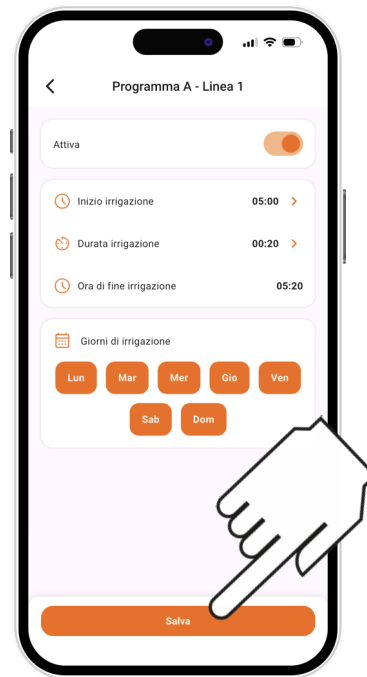 Programma A - Linea 1
Attiva
Inizio irrigazione 05:00
Durata irrigazione 00:20
Ora di fine irrigazione 05:20
Giorni di irrigazione
Lun Mar Mer Gio Ven
Sab Dom
Salva